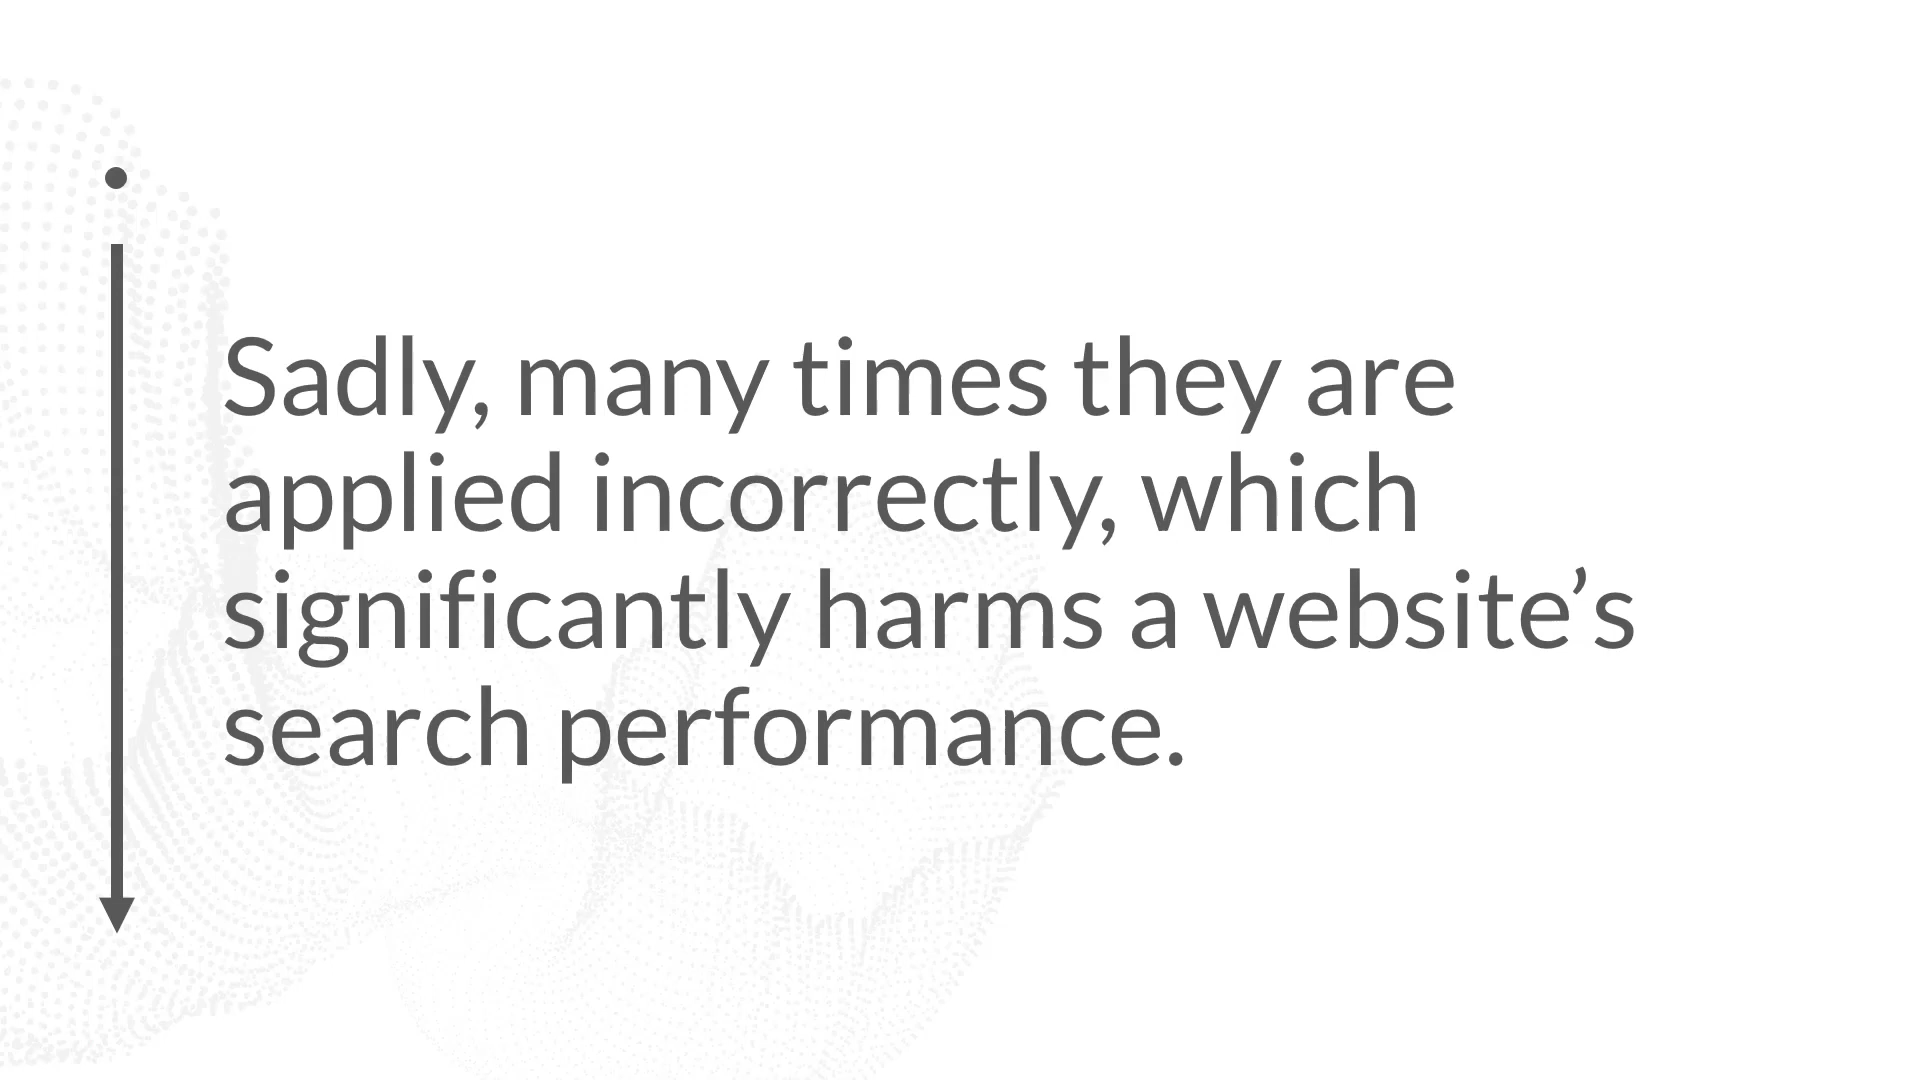 Sadly, many times they are
applied incorrectly, which
significantly harms a website’s
search performance.